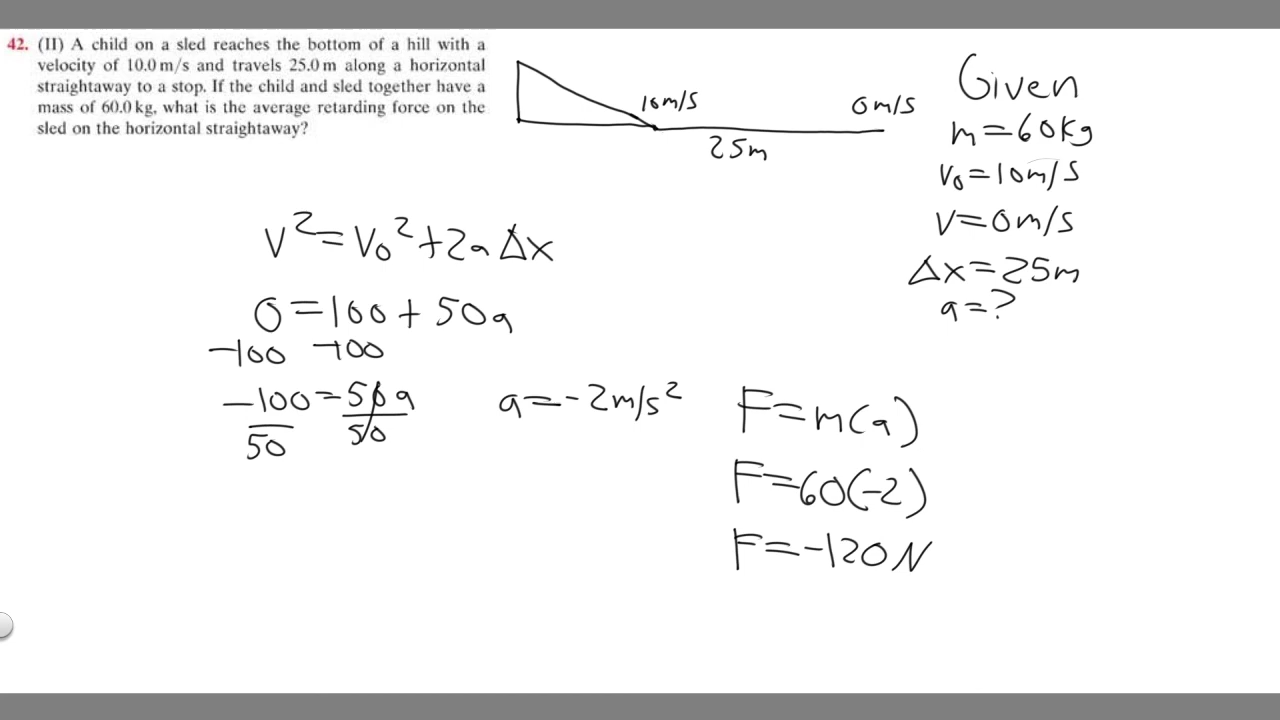 42. (II) A child on a sled reaches the bottom of a hill with a
velocity of 10.0 m/s and travels 25.0 m along a horizontal
straightaway to a stop. If the child and sled together have a
mass of 60.0 kg, what is the average retarding force on the
sled on the horizontal straightaway?
10m/s
0m/s
25m
Given
m=60kg
V₀=10m/s
V=0m/s
Δx=25m
a=?
V²=V₀²+2aΔx
0=100+50a
-100 -100
-100=50a
50 50
a=-2m/s²
F=m(a)
F=60(-2)
F=-120N